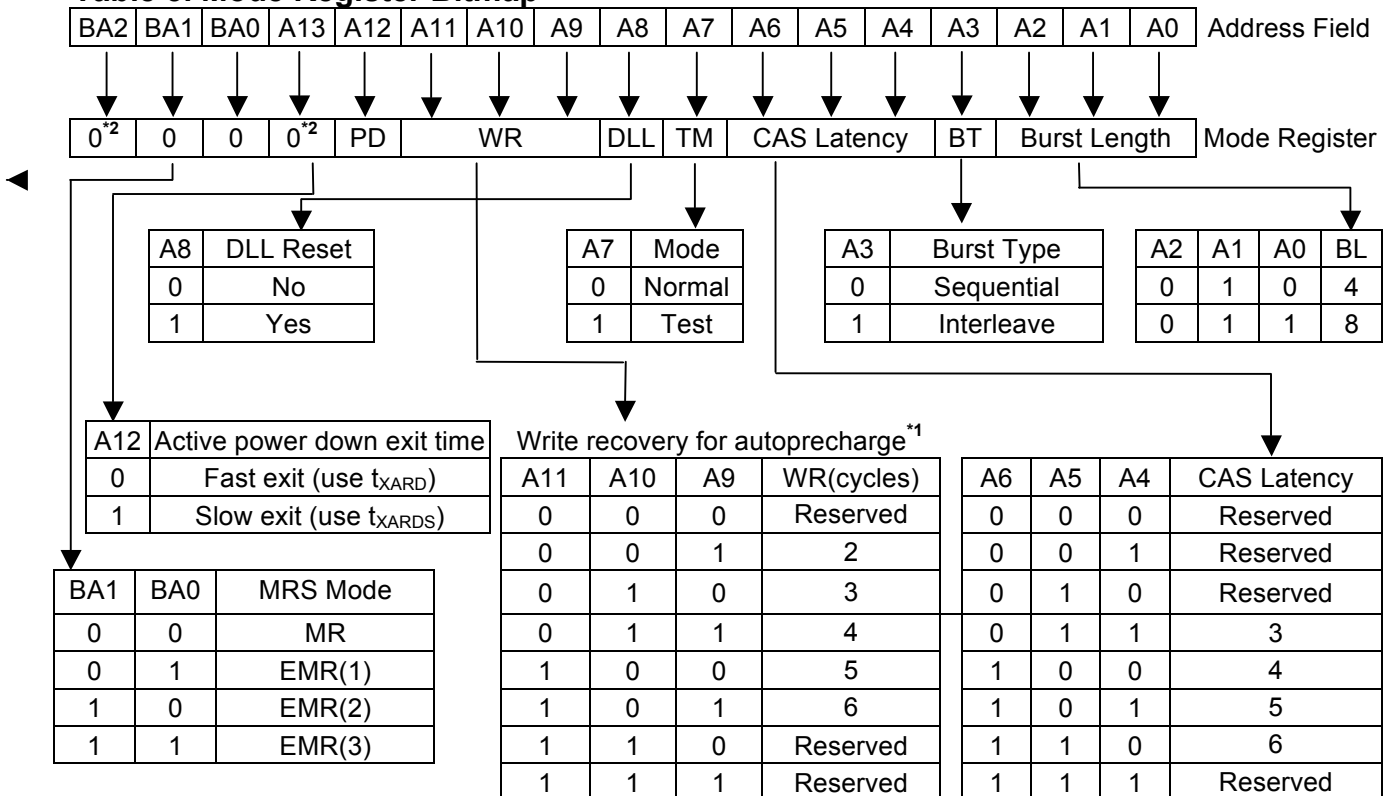 Table 5. Mode Register Bitmap
BA2 BA1 BA0 A13 A12 A11 A10 A9 A8 A7 A6 A5 A4 A3 A2 A1 A0 Address Field
0*2 0 0 0*2 PD WR DLL TM CAS Latency BT Burst Length Mode Register
A8 DLL Reset
0 No
1 Yes
A7 Mode
0 Normal
1 Test
A3 Burst Type
0 Sequential
1 Interleave
A2 A1 A0 BL
0 1 0 4
0 1 1 8
A12 Active power down exit time
0 Fast exit (use tXARD)
1 Slow exit (use tXARDS)
BA1 BA0 MRS Mode
0 0 MR
0 1 EMR(1)
1 0 EMR(2)
1 1 EMR(3)
Write recovery for autoprecharge*1
A11 A10 A9 WR(cycles)
0 0 0 Reserved
0 0 1 2
0 1 0 3
0 1 1 4
1 0 0 5
1 0 1 6
1 1 0 Reserved
1 1 1 Reserved
A6 A5 A4 CAS Latency
0 0 0 Reserved
0 0 1 Reserved
0 1 0 Reserved
0 1 1 3
1 0 0 4
1 0 1 5
1 1 0 6
1 1 1 Reserved